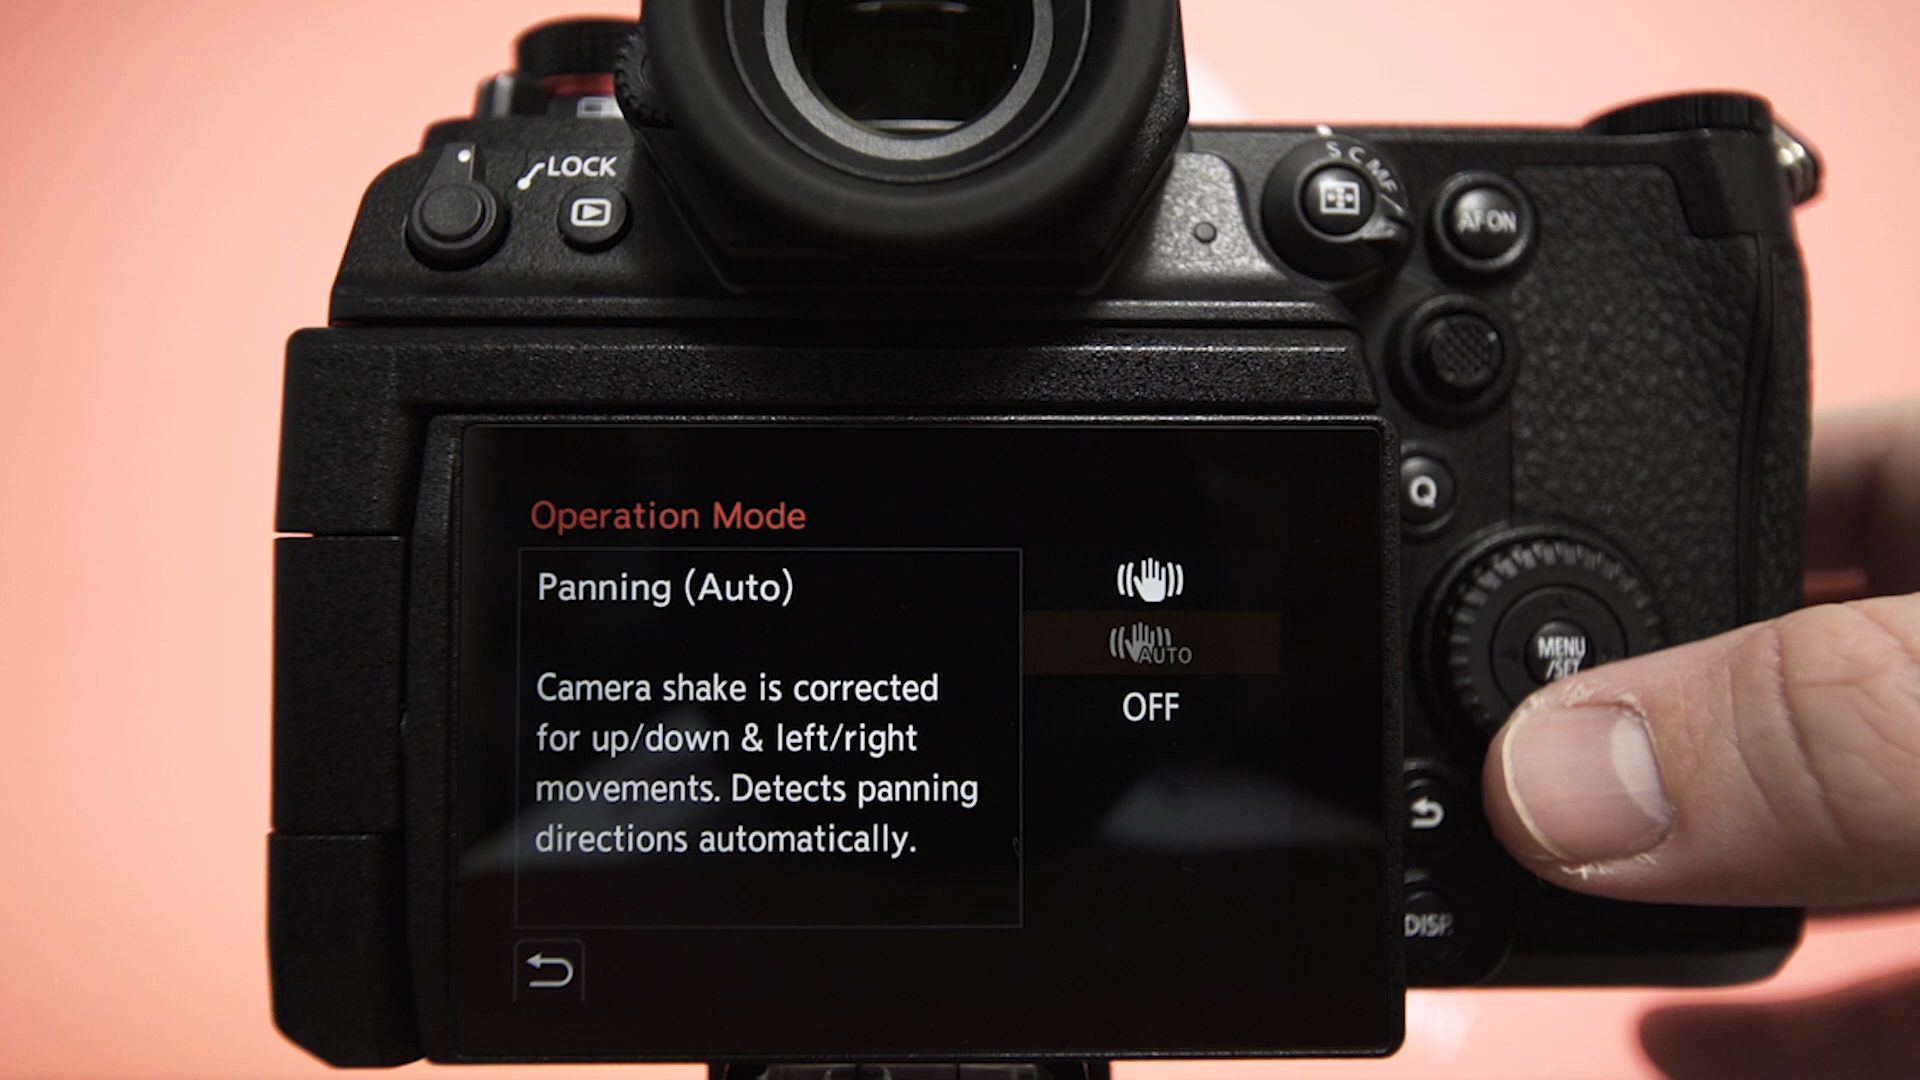 LOCK
S C MF
AF ON
Q
Operation Mode
Panning (Auto)
Camera shake is corrected
for up/down & left/right
movements. Detects panning
directions automatically.
AUTO
OFF
MENU
/SET
DISP.